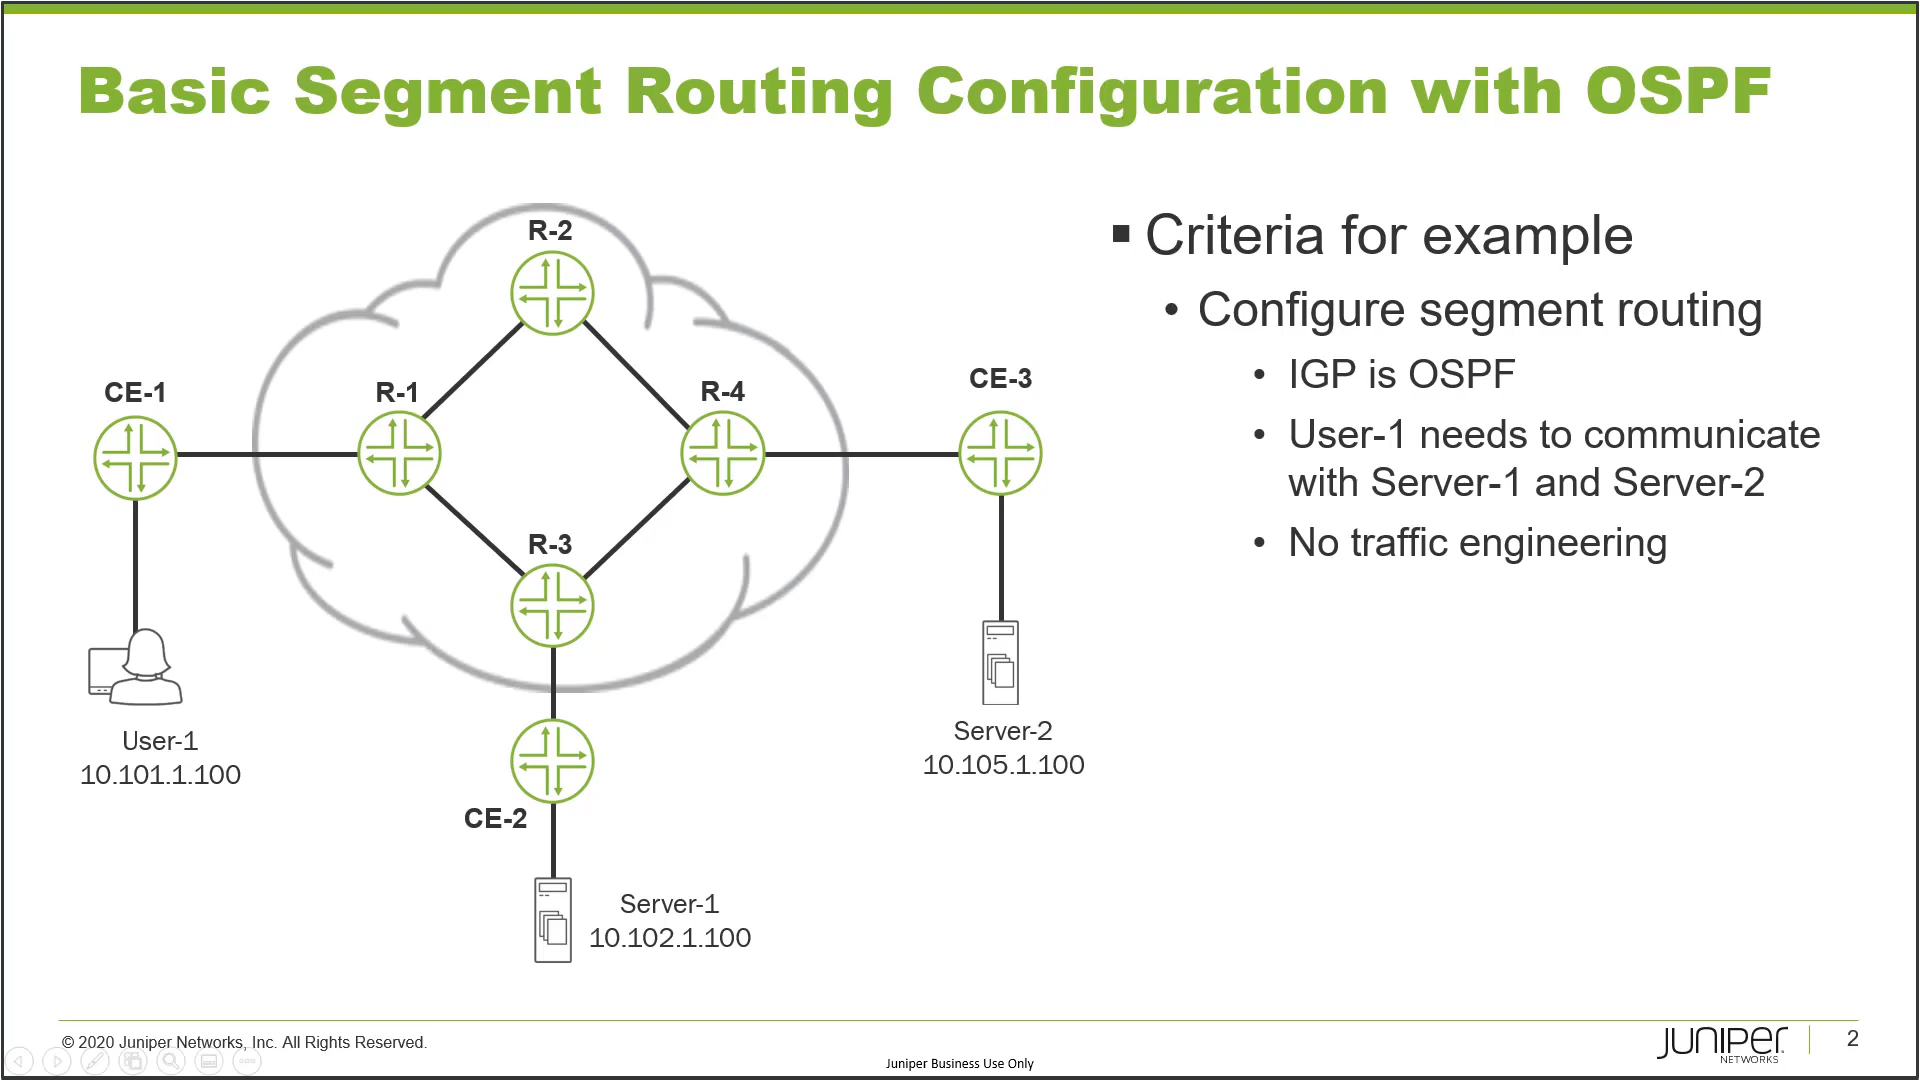 Basic Segment Routing Configuration with OSPF
R-2
CE-1
R-1
R-4
CE-3
R-3
User-1
10.101.1.100
Server-2
10.105.1.100
CE-2
Server-1
10.102.1.100
▪ Criteria for example
• Configure segment routing
• IGP is OSPF
• User-1 needs to communicate
with Server-1 and Server-2
• No traffic engineering
© 2020 Juniper Networks, Inc. All Rights Reserved.
Juniper Business Use Only
JUNIPER
NETWORKS
2